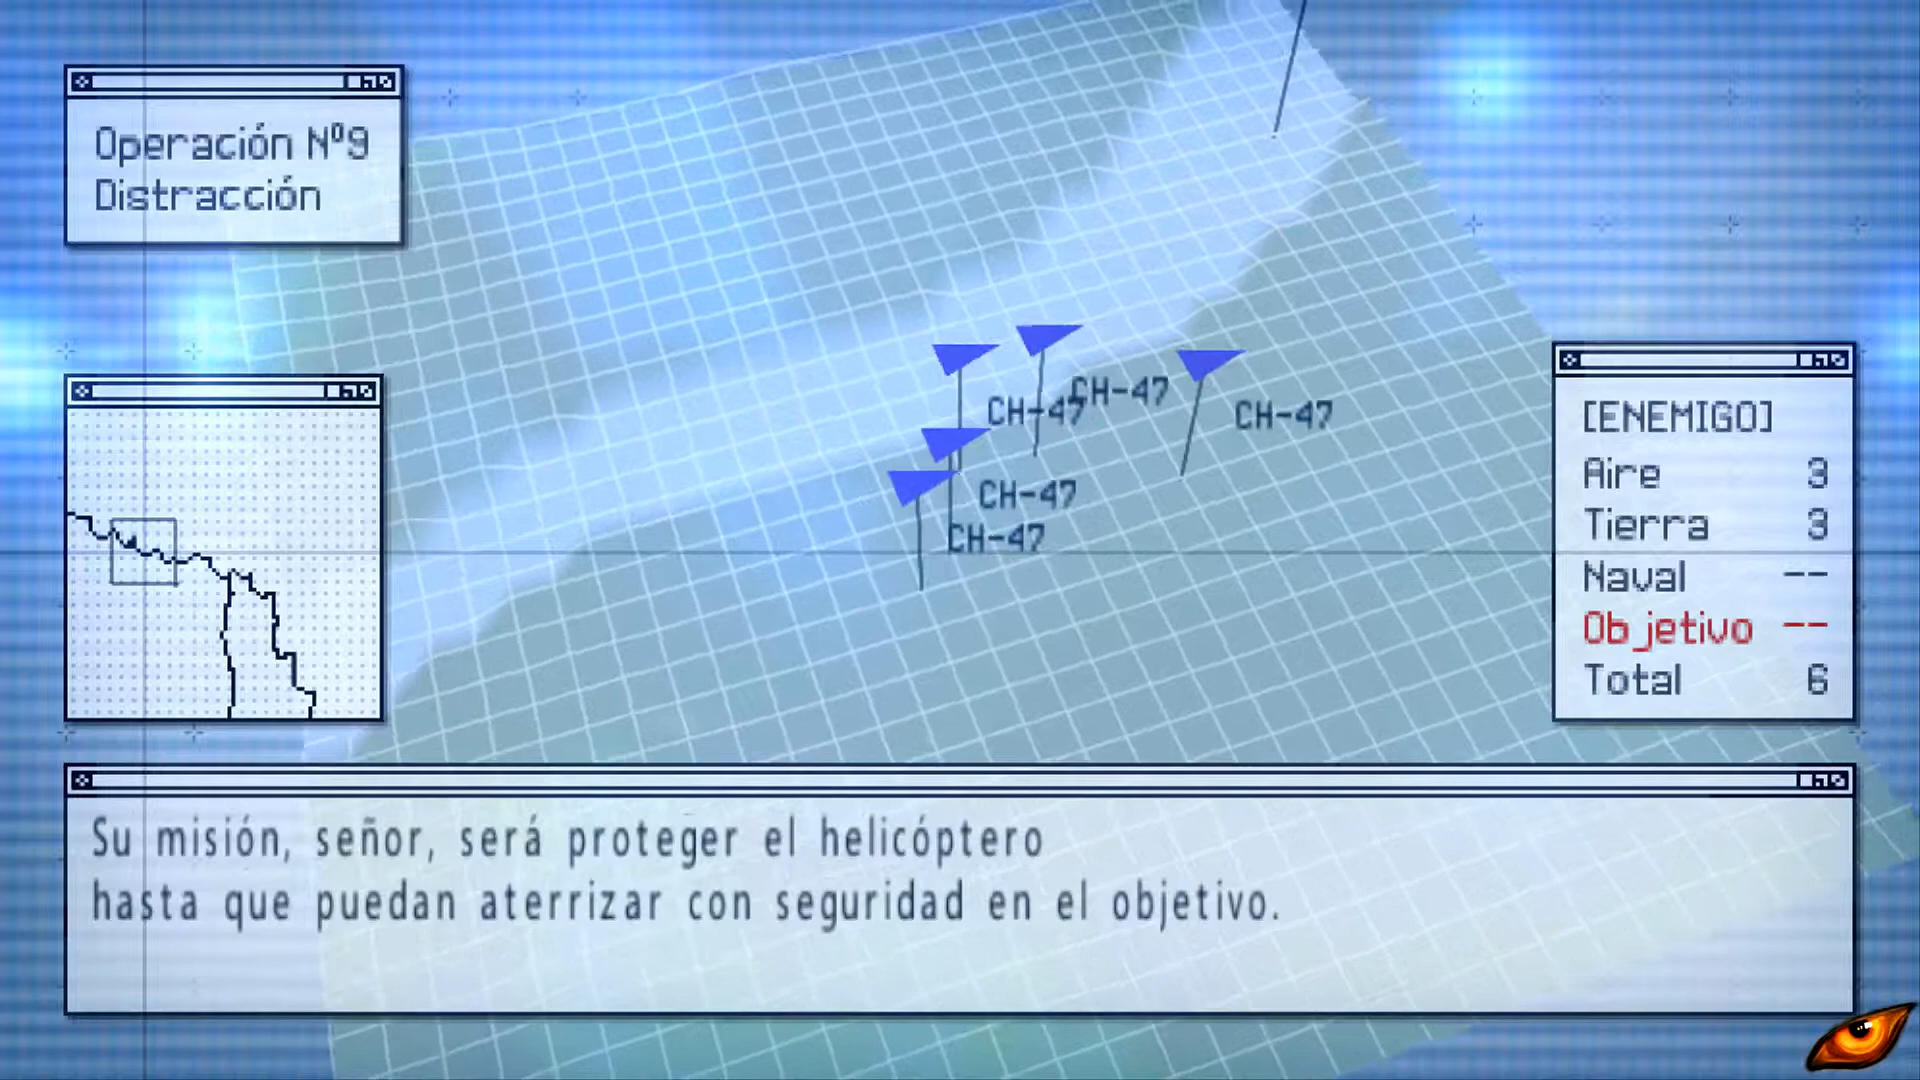 Operación Nº9
Distracción
CH-47
CH-47
CH-47
CH-47
CH-47
[ENEMIGO]
Aire 3
Tierra 3
Naval --
Objetivo --
Total 6
Su misión, señor, será proteger el helicóptero
hasta que puedan aterrizar con seguridad en el objetivo.